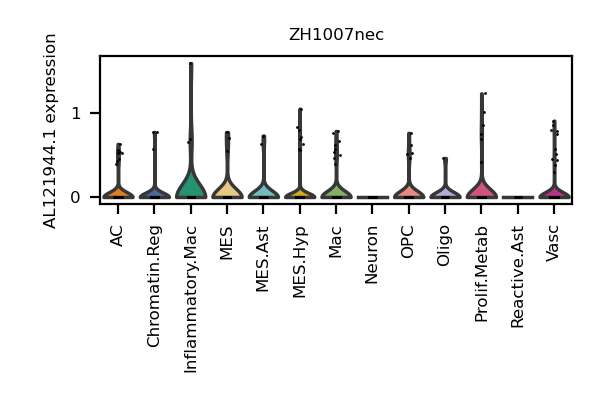 ZH1007nec
AL121944.1 expression
1
0
AC
Chromatin.Reg
Inflammatory.Mac
MES
MES.Ast
MES.Hyp
Mac
Neuron
OPC
Oligo
Prolif.Metab
Reactive.Ast
Vasc